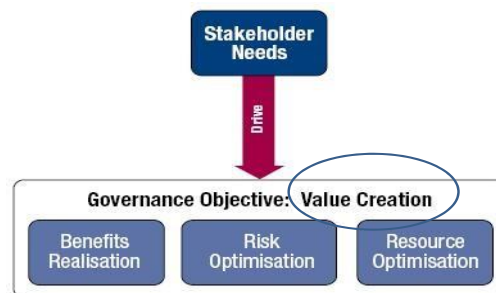 Stakeholder
Needs
Drive
Governance Objective: Value Creation
Benefits
Realisation
Risk
Optimisation
Resource
Optimisation